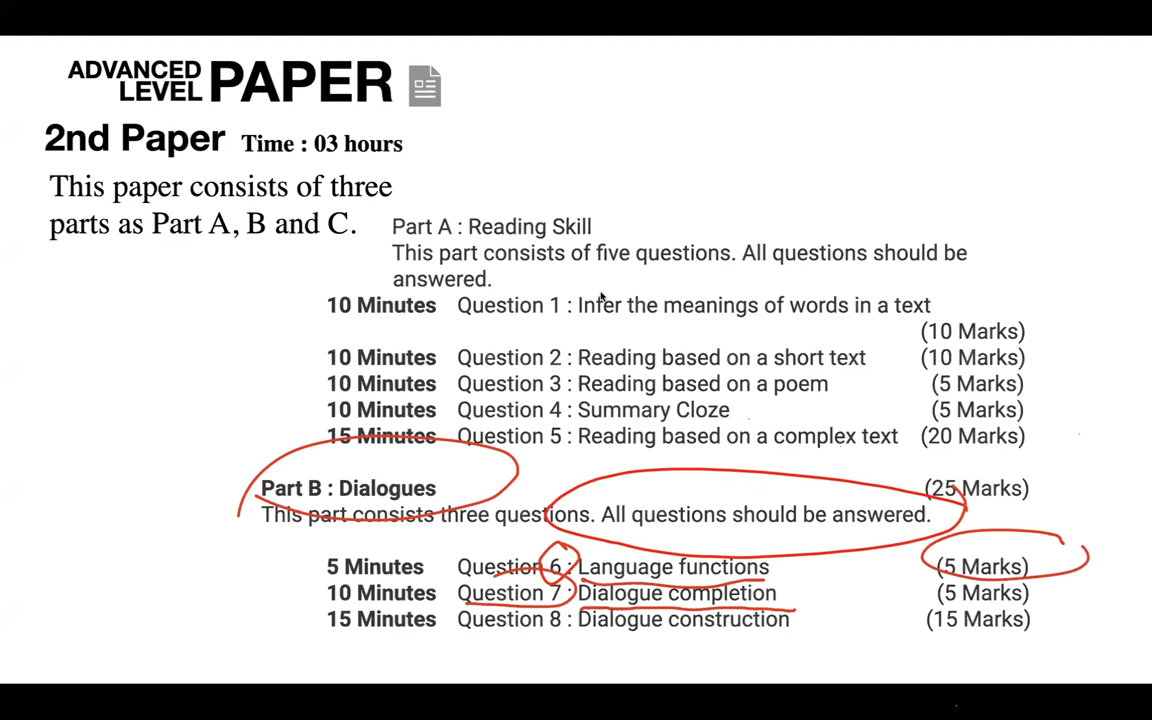 ADVANCED
LEVEL PAPER
2nd Paper Time : 03 hours
This paper consists of three
parts as Part A, B and C.
Part A : Reading Skill
This part consists of five questions. All questions should be
answered.
10 Minutes Question 1 : Infer the meanings of words in a text
(10 Marks)
10 Minutes Question 2 : Reading based on a short text (10 Marks)
10 Minutes Question 3 : Reading based on a poem (5 Marks)
10 Minutes Question 4 : Summary Cloze (5 Marks)
15 Minutes Question 5 : Reading based on a complex text (20 Marks)
Part B : Dialogues (25 Marks)
This part consists three questions. All questions should be answered.
5 Minutes Question 6 : Language functions (5 Marks)
10 Minutes Question 7 : Dialogue completion (5 Marks)
15 Minutes Question 8 : Dialogue construction (15 Marks)